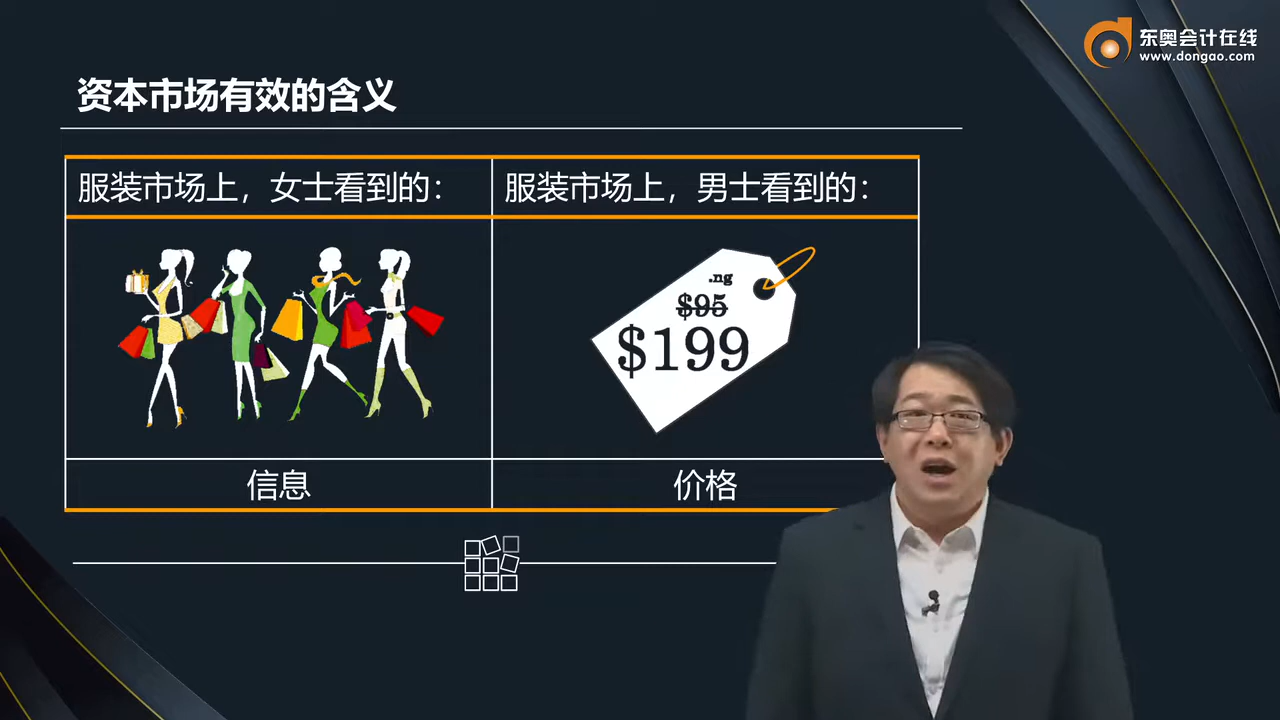 东奥会计在线
www.dongao.com
资本市场有效的含义
服装市场上，女士看到的：
服装市场上，男士看到的：
.ng
$95
$199
信息
价格